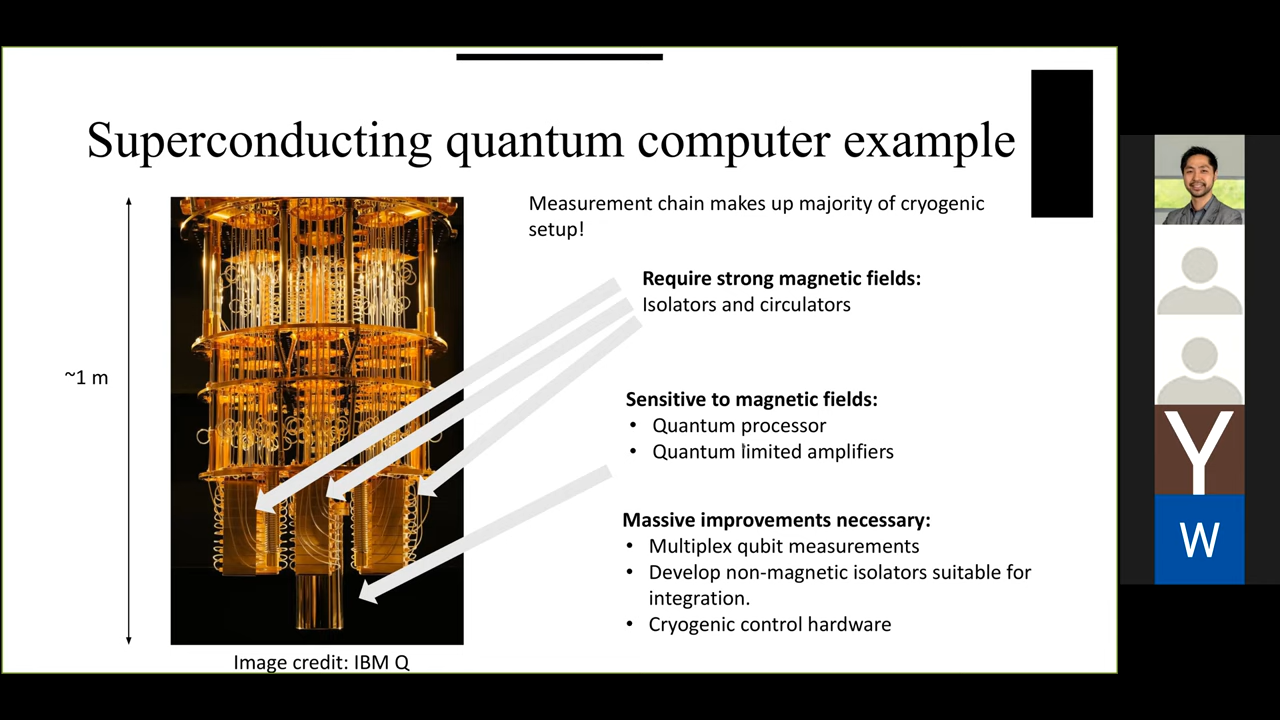 Superconducting quantum computer example
Measurement chain makes up majority of cryogenic
setup!
Require strong magnetic fields:
Isolators and circulators
~1 m
Sensitive to magnetic fields:
• Quantum processor
• Quantum limited amplifiers
Massive improvements necessary:
• Multiplex qubit measurements
• Develop non-magnetic isolators suitable for
integration.
• Cryogenic control hardware
Image credit: IBM Q
Y
W